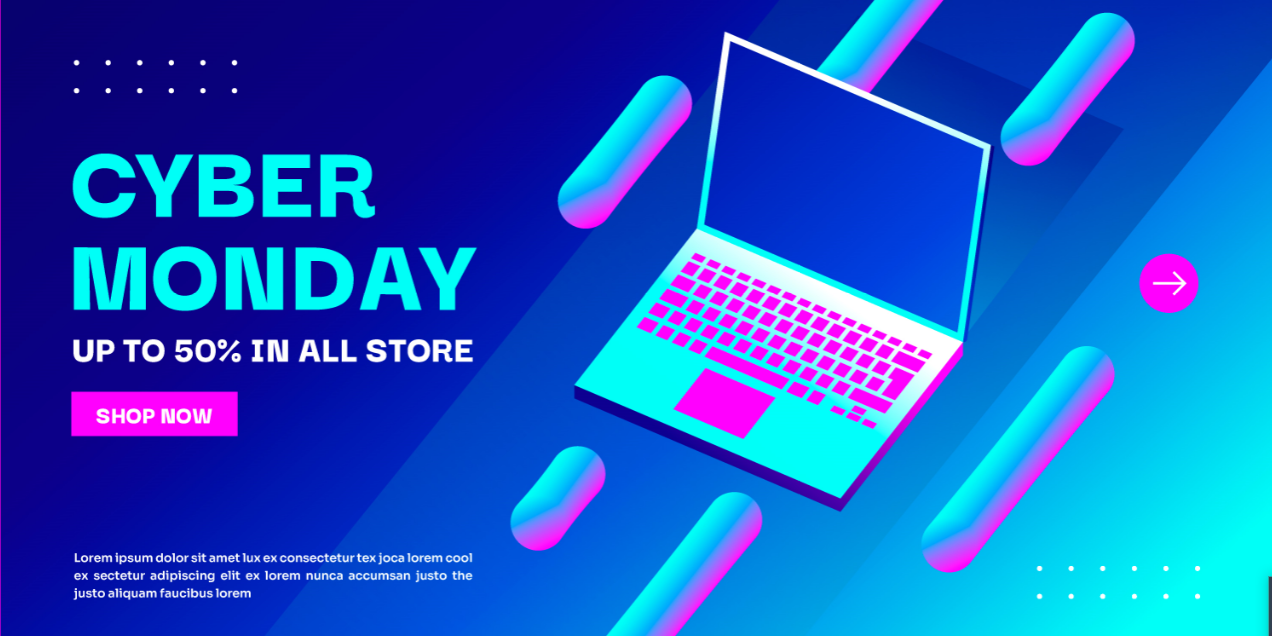 CYBER
MONDAY
UP TO 50% IN ALL STORE
SHOP NOW
Lorem ipsum dolor sit amet lux ex consectetur tex joca lorem cool
ex sectetur adipiscing elit ex lorem nunca accumsan justo the
justo aliquam faucibus lorem